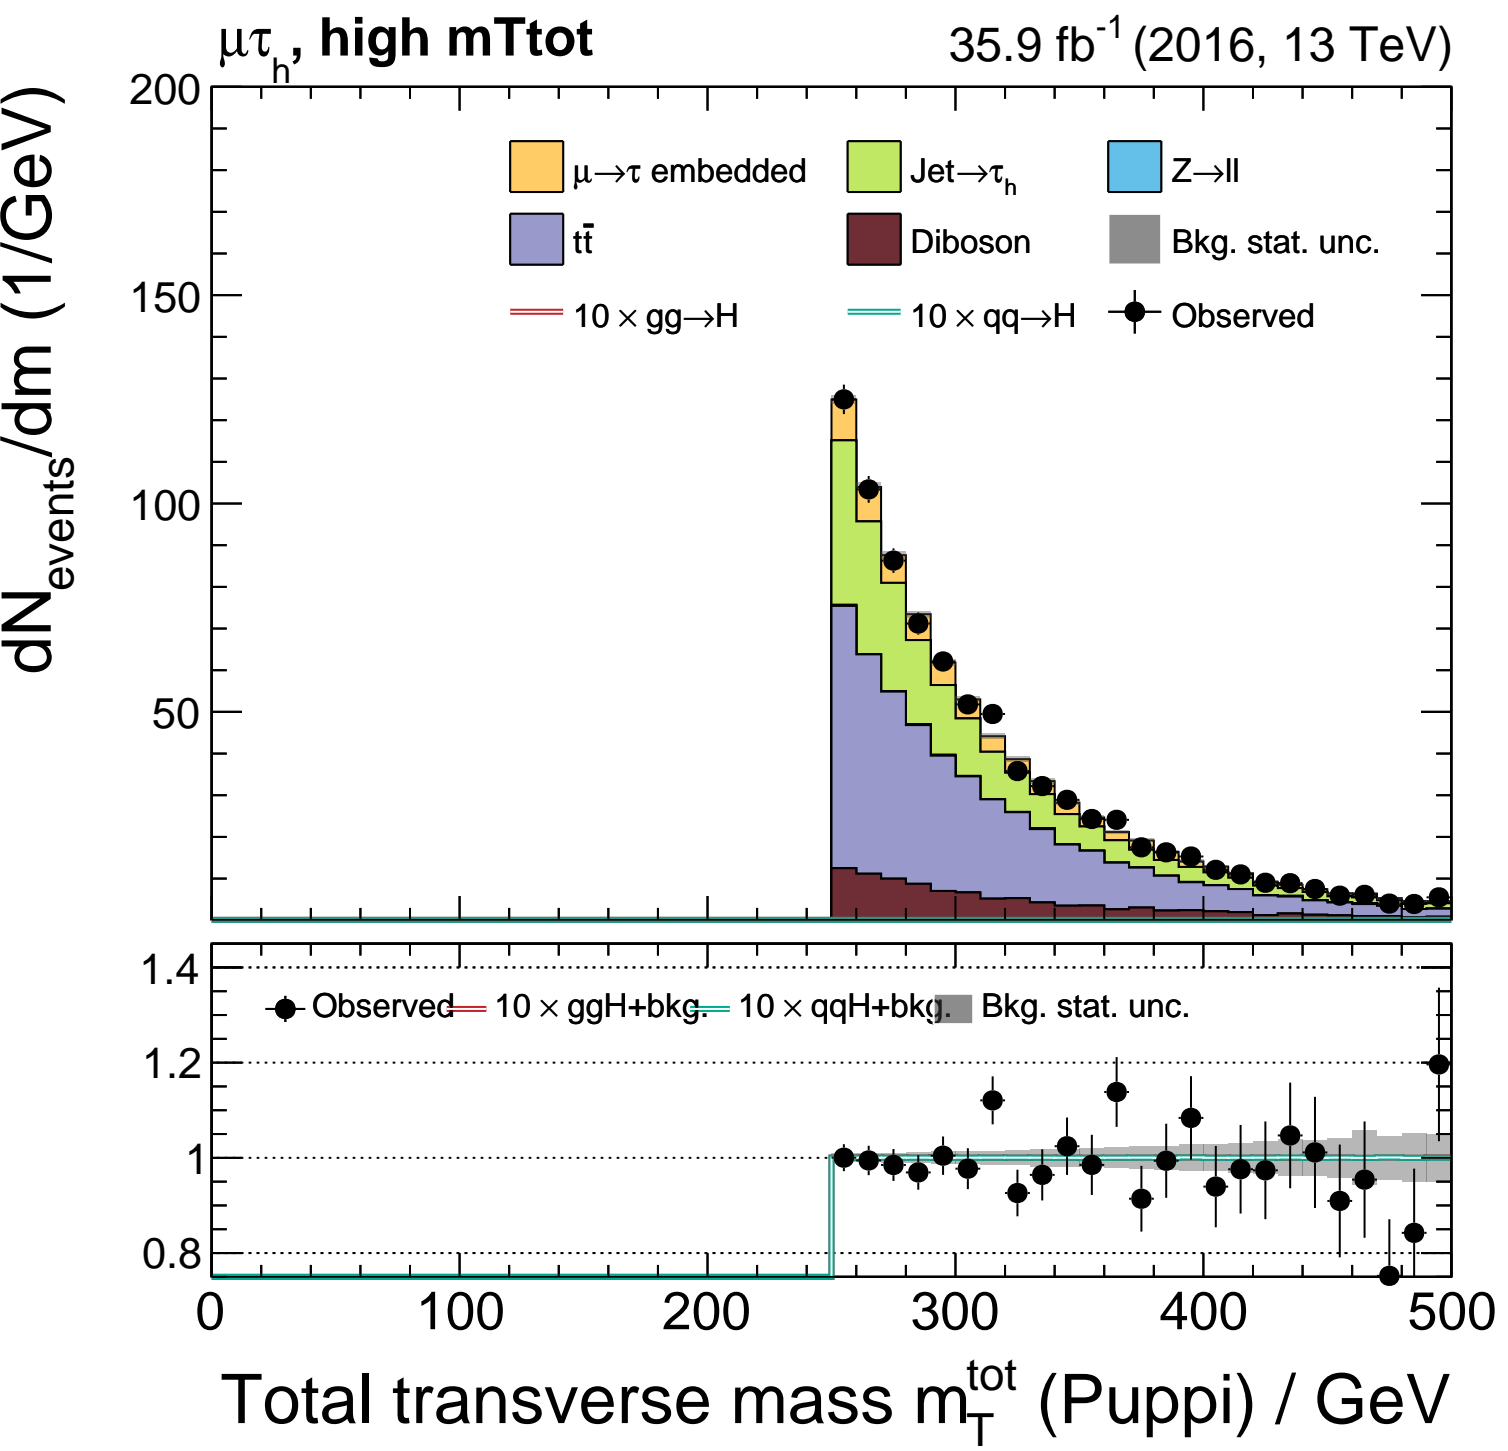 μτh, high mTtot 35.9 fb-1 (2016, 13 TeV)
dNevents/dm (1/GeV)
200
150
100
50
μ→τ embedded Jet→τh Z→ll
tt̄ Diboson Bkg. stat. unc.
10 × gg→H 10 × qq→H Observed
1.4
1.2
1
0.8
Observed 10 × ggH+bkg. 10 × qqH+bkg. Bkg. stat. unc.
0 100 200 300 400 500
Total transverse mass mTtot (Puppi) / GeV